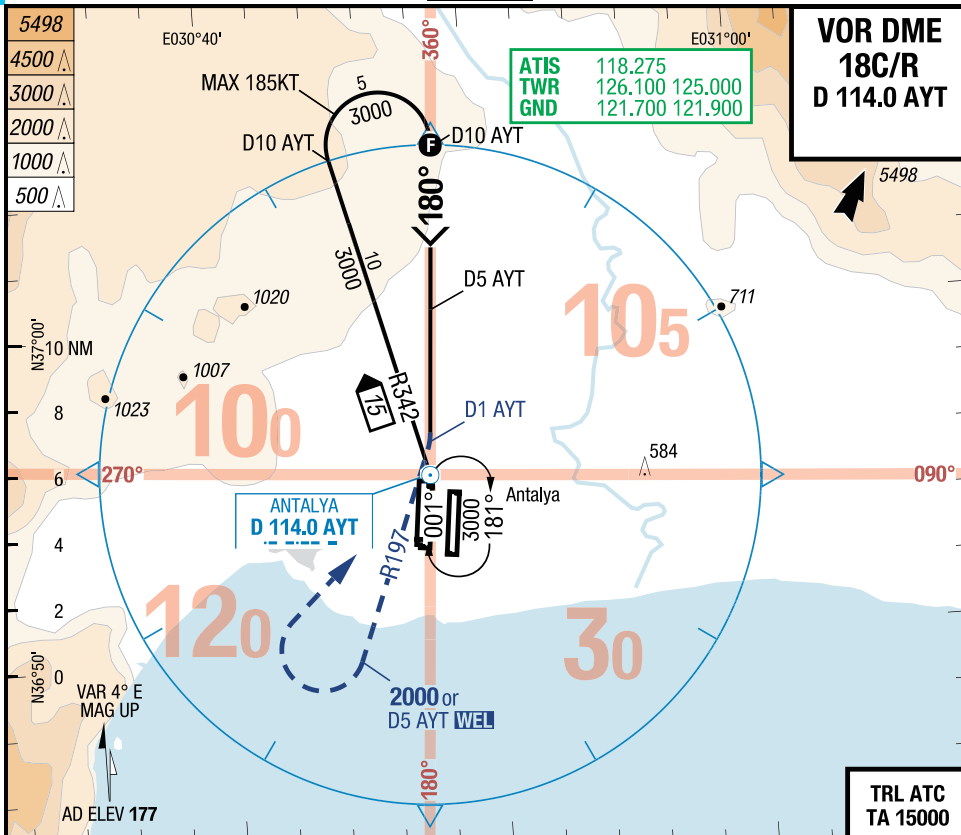 5498
4500
3000
2000
1000
500
E030°40'
360°
E031°00'
VOR DME
18C/R
D 114.0 AYT
ATIS 118.275
TWR 126.100 125.000
GND 121.700 121.900
MAX 185KT
5
3000
D10 AYT
F
D10 AYT
180°
5498
10
3000
D5 AYT
1020
711
105
N37°00'
10 NM
1007
1023
100
15
R342
D1 AYT
8
584
6
270°
090°
ANTALYA
D 114.0 AYT
001°
3000
181°
Antalya
4
R197
2
120
30
N36°50'
0
VAR 4° E
MAG UP
2000 or
D5 AYT WEL
180°
AD ELEV 177
TRL ATC
TA 15000